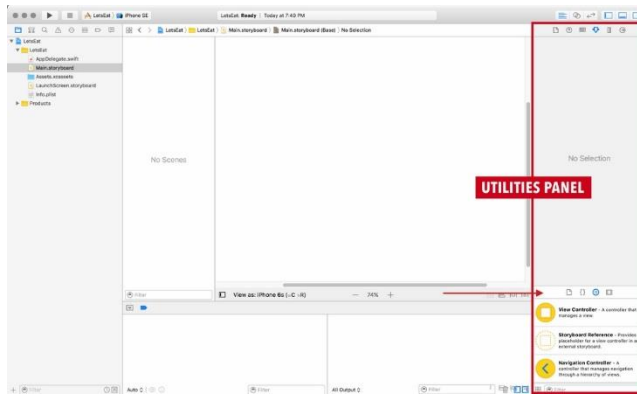 LetsEat
iPhone SE
LetsEat: Ready | Today at 7:43 PM
LetsEat
LetsEat
Main.storyboard
Main.storyboard (Base)
No Selection
LetsEat
LetsEat
AppDelegate.swift
Main.storyboard
Assets.xcassets
LaunchScreen.storyboard
Info.plist
Products
No Scenes
No Selection
UTILITIES PANEL
Filter
View as: iPhone 6s
74%
View Controller - A controller that
manages a view.
Storyboard Reference - Provides
placeholder for a view controller in
external storyboard.
Navigation Controller - A
controller that manages navigation
through a hierarchy of views.
Filter
Auto
Filter
All Output
Filter
Filter